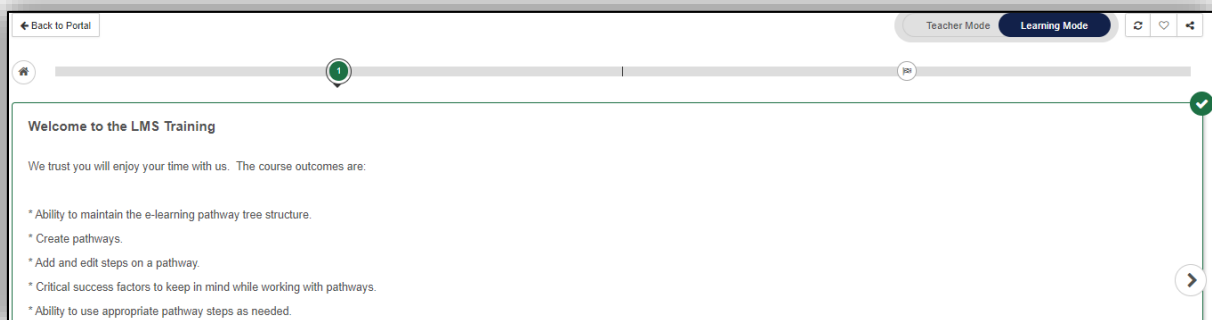 Back to Portal
Teacher Mode Learning Mode
1
Welcome to the LMS Training
We trust you will enjoy your time with us. The course outcomes are:
* Ability to maintain the e-learning pathway tree structure.
* Create pathways.
* Add and edit steps on a pathway.
* Critical success factors to keep in mind while working with pathways.
* Ability to use appropriate pathway steps as needed.